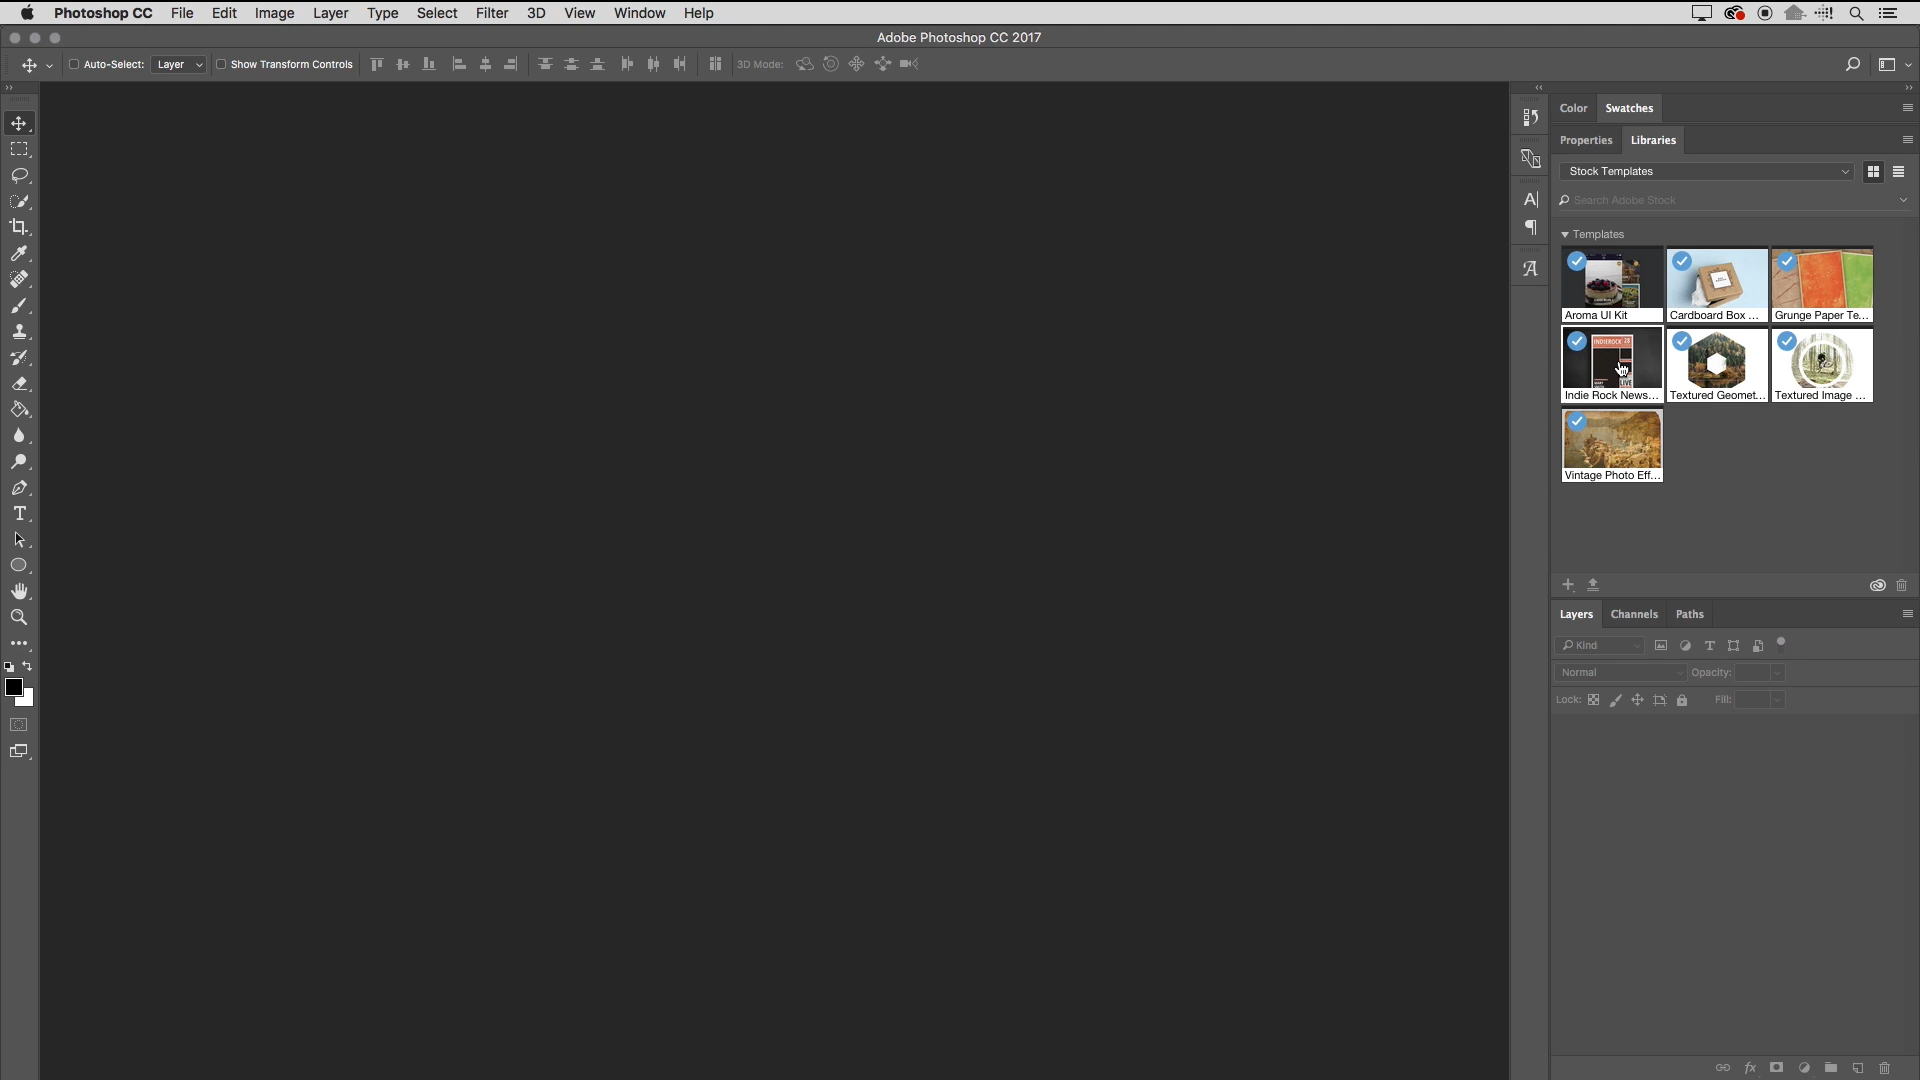 Photoshop CC File Edit Image Layer Type Select Filter 3D View Window Help
Adobe Photoshop CC 2017
Auto-Select: Layer Show Transform Controls 3D Mode:
Color Swatches
Properties Libraries
Stock Templates
Search Adobe Stock
Templates
Aroma UI Kit Cardboard Box ... Grunge Paper Te...
INDIEROCK 28
LIVE
Indie Rock News... Textured Geomet... Textured Image ...
Vintage Photo Eff...
Layers Channels Paths
Kind
Normal Opacity:
Lock: Fill: